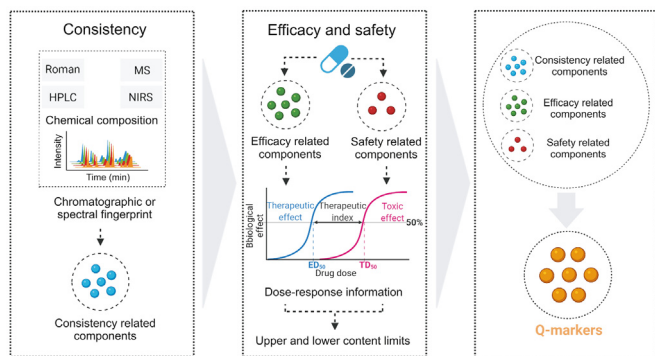 Consistency
Roman
MS
HPLC
NIRS
Chemical composition
Intensity
Time (min)
Chromatographic or
spectral fingerprint
Consistency related
components
Efficacy and safety
Efficacy related
components
Safety related
components
Bbiological
effect
Therapeutic
effect
Therapeutic
index
Toxic
effect
50%
ED50
TD50
Drug dose
Dose-response information
Upper and lower content limits
Consistency related
components
Efficacy related
components
Safety related
components
Q-markers